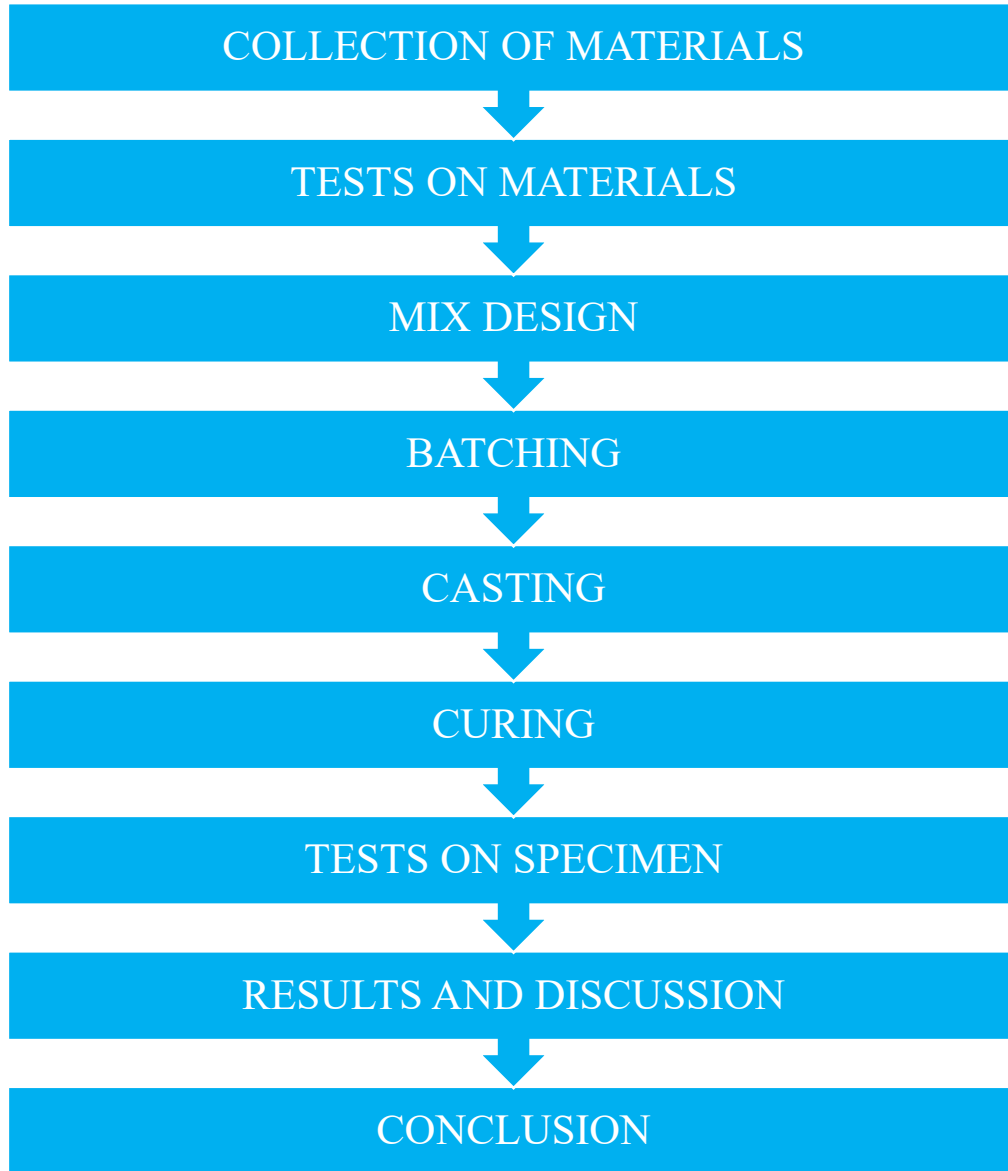 COLLECTION OF MATERIALS
TESTS ON MATERIALS
MIX DESIGN
BATCHING
CASTING
CURING
TESTS ON SPECIMEN
RESULTS AND DISCUSSION
CONCLUSION